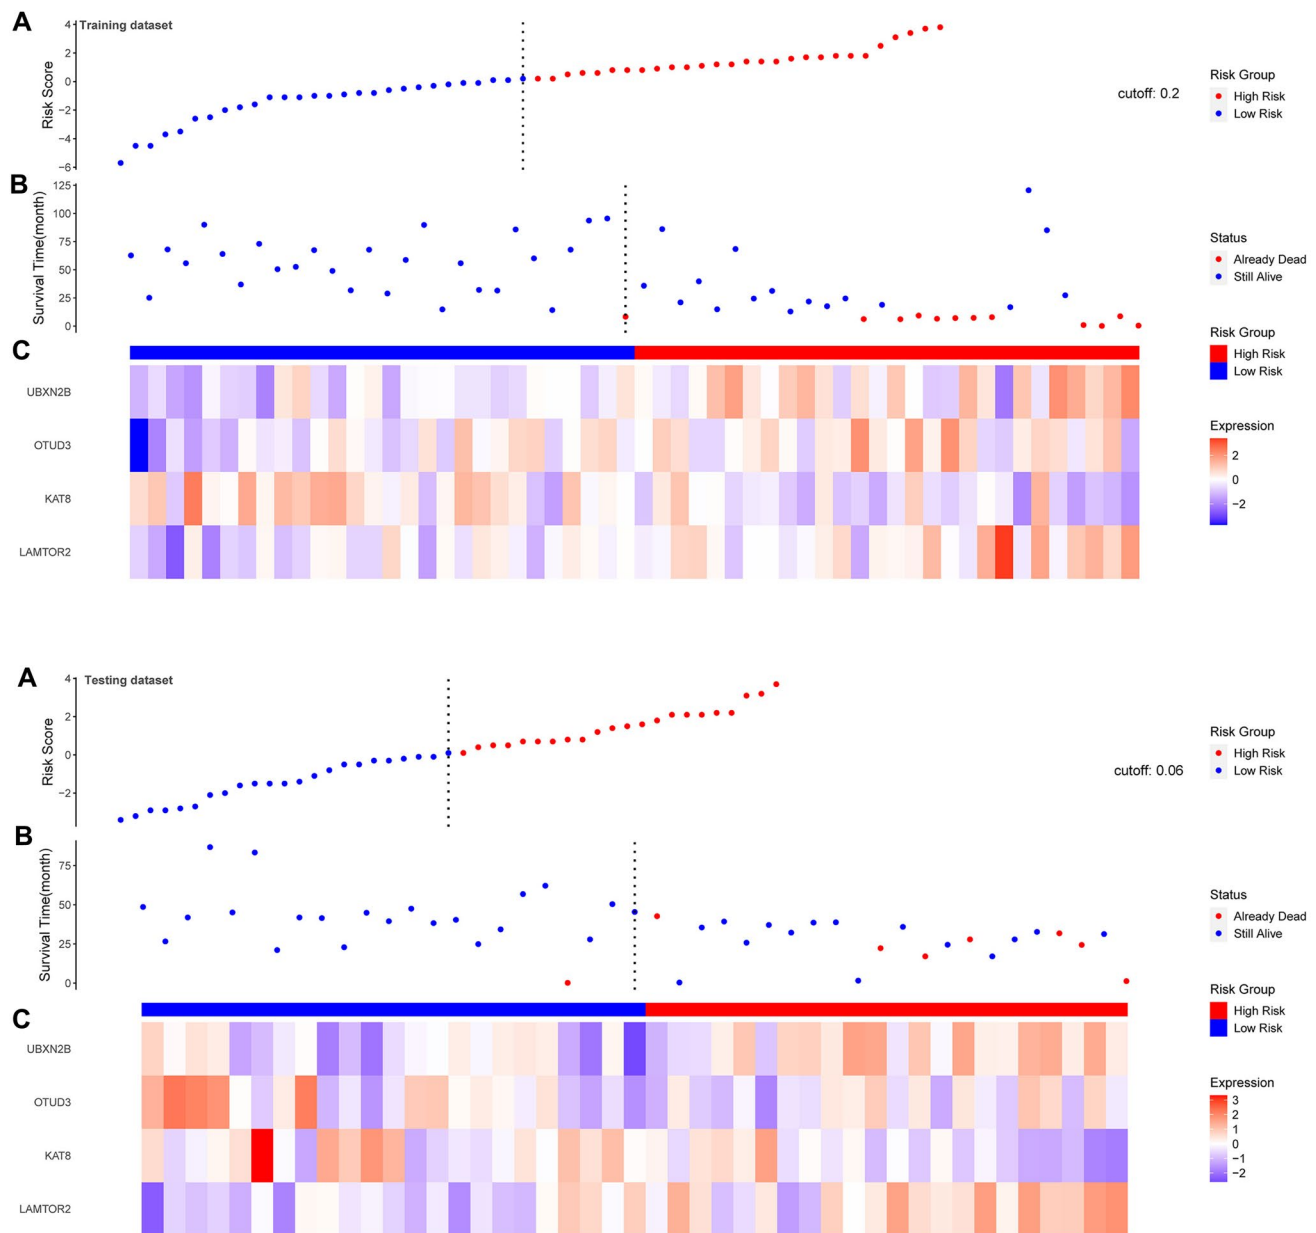 A
Training dataset
4
2
0
−2
−4
−6
Risk Score
cutoff: 0.2
Risk Group
High Risk
Low Risk
B
125
100
75
50
25
0
Survival Time(month)
Status
Already Dead
Still Alive
C
Risk Group
High Risk
Low Risk
UBXN2B
OTUD3
KAT8
LAMTOR2
Expression
2
0
−2
A
Testing dataset
4
2
0
−2
Risk Score
cutoff: 0.06
Risk Group
High Risk
Low Risk
B
75
50
25
0
Survival Time(month)
Status
Already Dead
Still Alive
C
Risk Group
High Risk
Low Risk
UBXN2B
OTUD3
KAT8
LAMTOR2
Expression
3
2
1
0
−1
−2